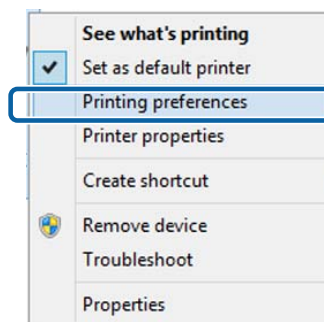 See what's printing
Set as default printer
Printing preferences
Printer properties
Create shortcut
Remove device
Troubleshoot
Properties